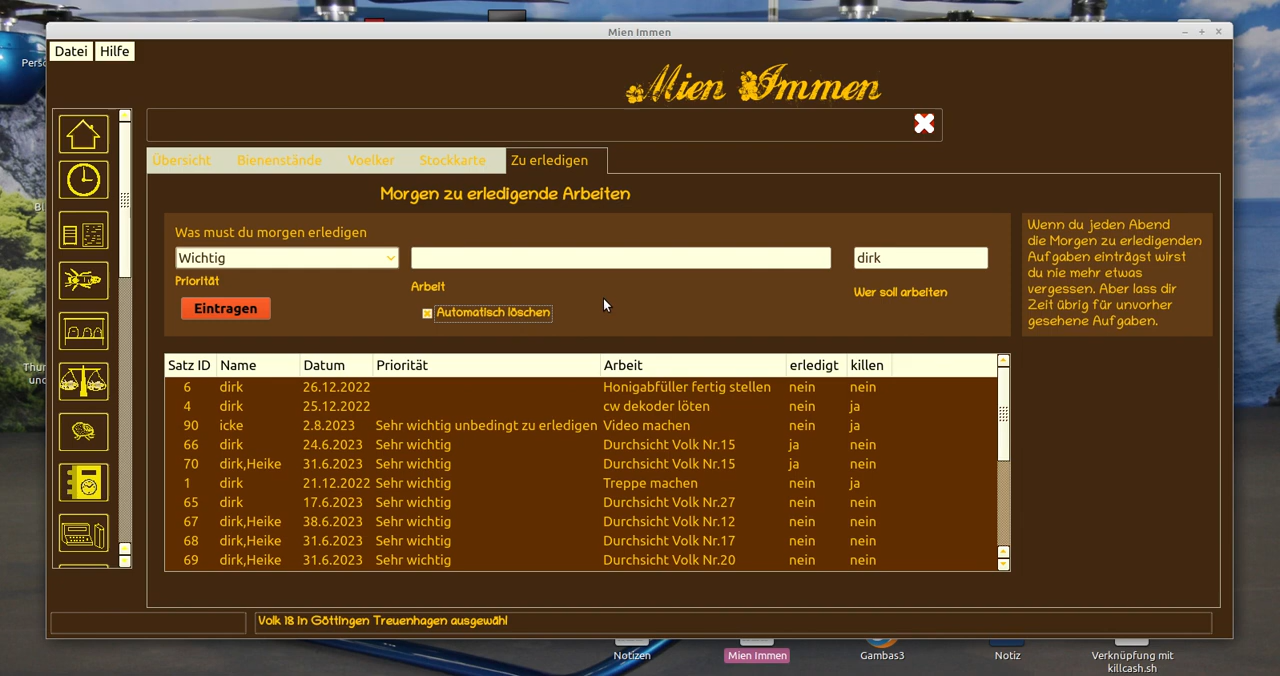 Mien Immen
Datei Hilfe
Mien Immen
Übersicht Bienenstände Voelker Stockkarte Zu erledigen
Morgen zu erledigende Arbeiten
Was must du morgen erledigen
Wichtig dirk
Priorität Arbeit Wer soll arbeiten
Eintragen
Automatisch löschen
Wenn du jeden Abend
die Morgen zu erledigenden
Aufgaben einträgst wirst
du nie mehr etwas
vergessen. Aber lass dir
Zeit übrig für unvorher
gesehene Aufgaben.
Satz ID Name Datum Priorität Arbeit erledigt killen
6 dirk 26.12.2022 Honigabfüller fertig stellen nein nein
4 dirk 25.12.2022 cw dekoder löten nein ja
90 icke 2.8.2023 Sehr wichtig unbedingt zu erledigen Video machen nein ja
66 dirk 24.6.2023 Sehr wichtig Durchsicht Volk Nr.15 ja nein
70 dirk,Heike 31.6.2023 Sehr wichtig Durchsicht Volk Nr.15 ja nein
1 dirk 21.12.2022 Sehr wichtig Treppe machen nein ja
65 dirk 17.6.2023 Sehr wichtig Durchsicht Volk Nr.27 nein nein
67 dirk,Heike 38.6.2023 Sehr wichtig Durchsicht Volk Nr.12 nein nein
68 dirk,Heike 31.6.2023 Sehr wichtig Durchsicht Volk Nr.17 nein nein
69 dirk,Heike 31.6.2023 Sehr wichtig Durchsicht Volk Nr.20 nein nein
Volk 18 in Göttingen Treuenhagen ausgewähl
Notizen Mien Immen Gambas3 Notiz Verknüpfung mit
killcash.sh